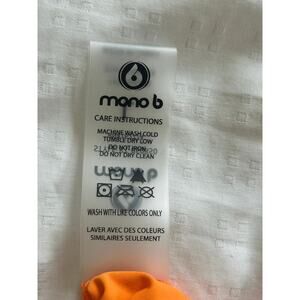 mono b
CARE INSTRUCTIONS
MACHINE WASH COLD
TUMBLE DRY LOW
DO NOT IRON
DO NOT DRY CLEAN
WASH WITH LIKE COLORS ONLY
LAVER AVEC DES COULEURS
SIMILAIRES SEULEMENT